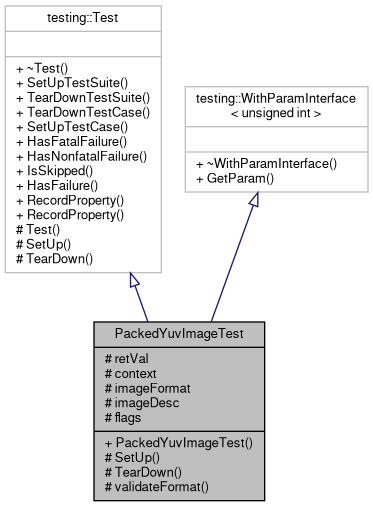 testing::Test
+ ~Test()
+ SetUpTestSuite()
+ TearDownTestSuite()
+ TearDownTestCase()
+ SetUpTestCase()
+ HasFatalFailure()
+ HasNonfatalFailure()
+ IsSkipped()
+ HasFailure()
+ RecordProperty()
+ RecordProperty()
# Test()
# SetUp()
# TearDown()
testing::WithParamInterface
< unsigned int >
+ ~WithParamInterface()
+ GetParam()
PackedYuvImageTest
# retVal
# context
# imageFormat
# imageDesc
# flags
+ PackedYuvImageTest()
# SetUp()
# TearDown()
# validateFormat()